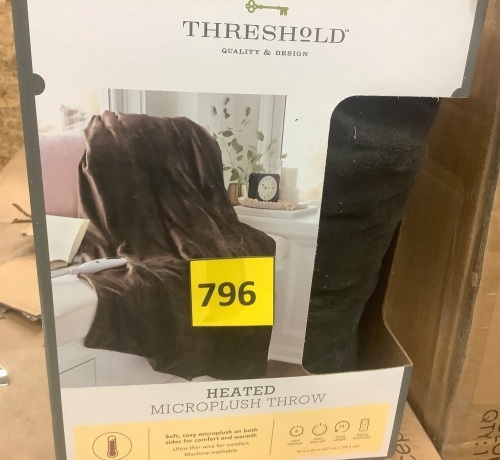 THRESHOLD™
QUALITY & DESIGN
796
HEATED
MICROPLUSH THROW
Soft, cozy microplush on both
sides for comfort and warmth
Ultra-thin wire for comfort
Machine washable